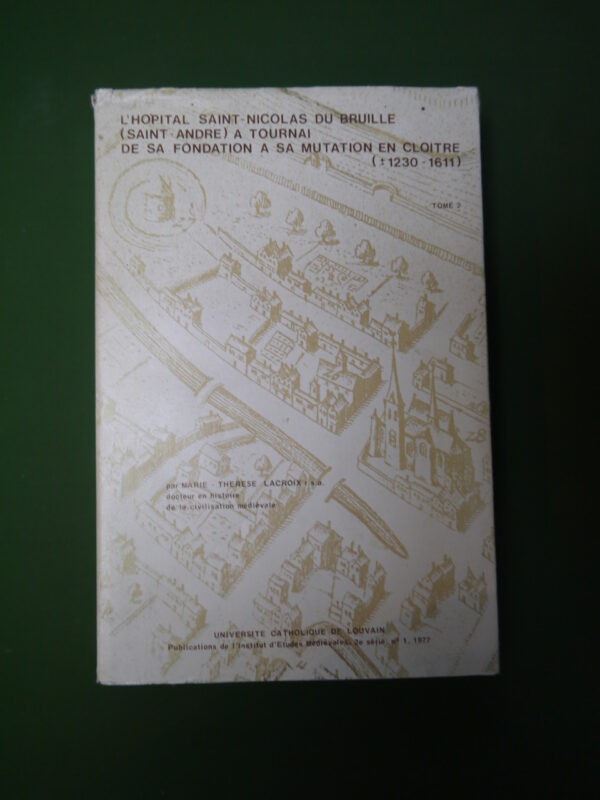 L'HOPITAL SAINT-NICOLAS DU BRUILLE
(SAINT-ANDRE) A TOURNAI
DE SA FONDATION A SA MUTATION EN CLOITRE
(± 1230 - 1611)
TOME 2
28
par MARIE - THERESE LACROIX r.s.a.
docteur en histoire
de la civilisation médiévale
UNIVERSITE CATHOLIQUE DE LOUVAIN
Publications de l'Institut d'Etudes Médiévales, 2e série, n° 1, 1977